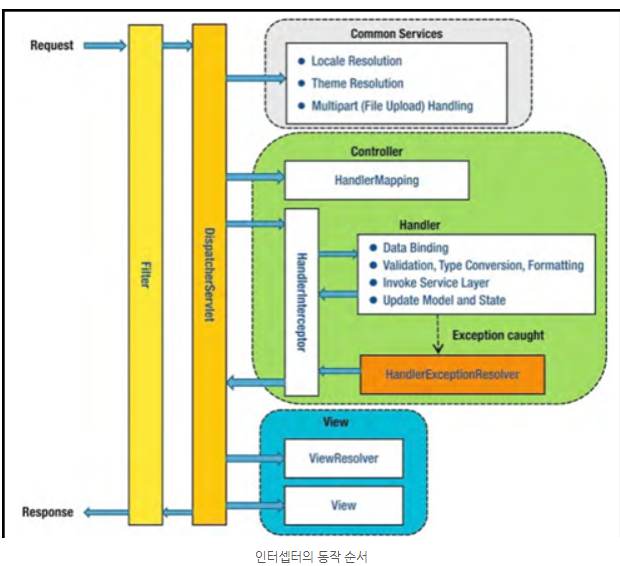 Common Services
Request
Locale Resolution
Theme Resolution
Multipart (File Upload) Handling
Controller
HandlerMapping
Handler
Data Binding
Validation, Type Conversion, Formatting
Invoke Service Layer
Update Model and State
Filter
DispatcherServlet
HandlerInterceptor
Exception caught
HandlerExceptionResolver
View
ViewResolver
View
Response
인터셉터의 동작 순서